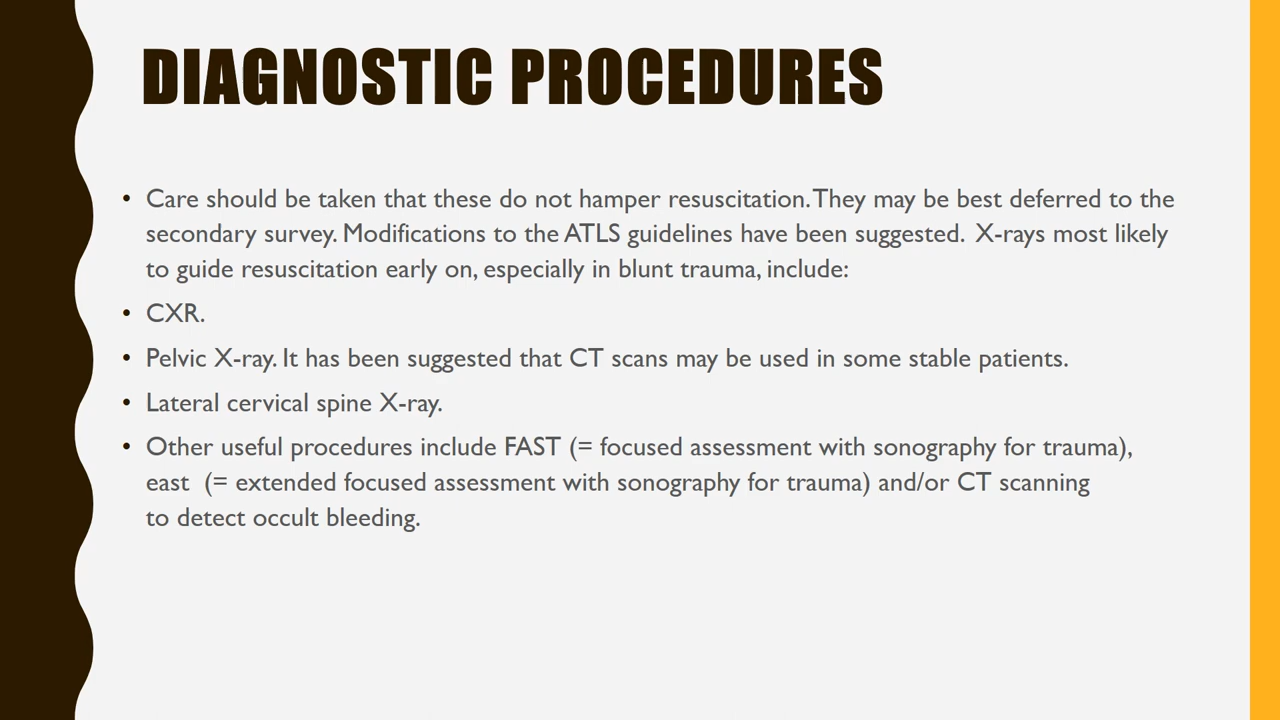 DIAGNOSTIC PROCEDURES
• Care should be taken that these do not hamper resuscitation. They may be best deferred to the
secondary survey. Modifications to the ATLS guidelines have been suggested.  X-rays most likely
to guide resuscitation early on, especially in blunt trauma, include:
• CXR.
• Pelvic X-ray. It has been suggested that CT scans may be used in some stable patients.
• Lateral cervical spine X-ray.
• Other useful procedures include FAST (= focused assessment with sonography for trauma),
east  (= extended focused assessment with sonography for trauma) and/or CT scanning
to detect occult bleeding.